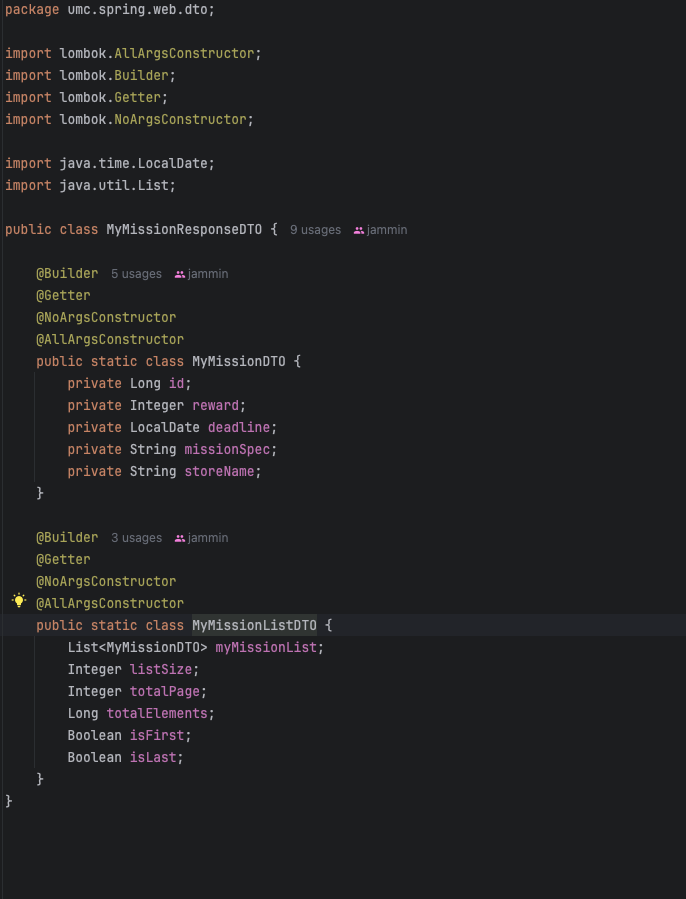 package umc.spring.web.dto;
import lombok.AllArgsConstructor;
import lombok.Builder;
import lombok.Getter;
import lombok.NoArgsConstructor;
import java.time.LocalDate;
import java.util.List;
public class MyMissionResponseDTO { 9 usages jammin
@Builder 5 usages jammin
@Getter
@NoArgsConstructor
@AllArgsConstructor
public static class MyMissionDTO {
private Long id;
private Integer reward;
private LocalDate deadline;
private String missionSpec;
private String storeName;
}
@Builder 3 usages jammin
@Getter
@NoArgsConstructor
@AllArgsConstructor
public static class MyMissionListDTO {
List<MyMissionDTO> myMissionList;
Integer listSize;
Integer totalPage;
Long totalElements;
Boolean isFirst;
Boolean isLast;
}
}